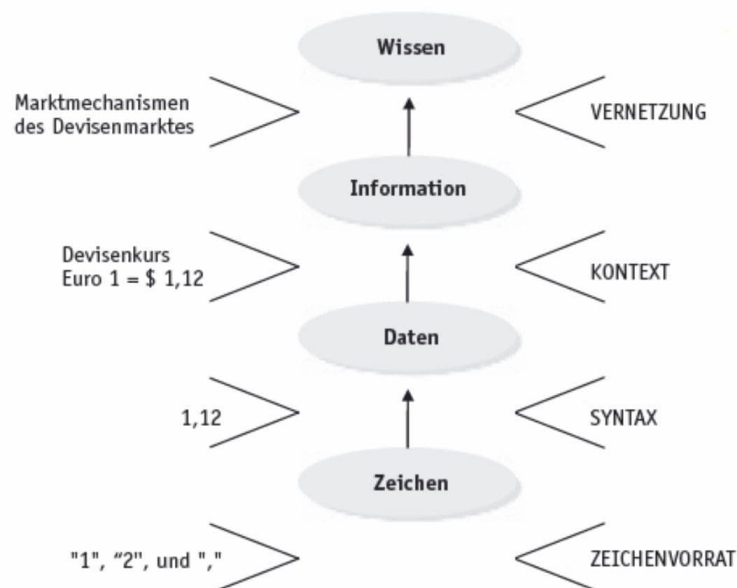 Wissen
Marktmechanismen
des Devisenmarktes
VERNETZUNG
Information
Devisenkurs
Euro 1 = $ 1,12
KONTEXT
Daten
1,12
SYNTAX
Zeichen
"1", “2", und ","
ZEICHENVORRAT